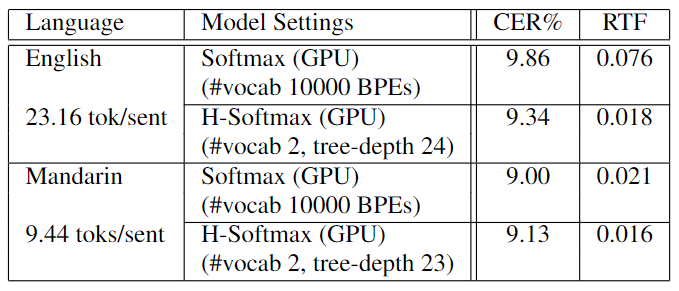 Language Model Settings CER% RTF
English Softmax (GPU) 9.86 0.076
(#vocab 10000 BPEs)
23.16 tok/sent H-Softmax (GPU) 9.34 0.018
(#vocab 2, tree-depth 24)
Mandarin Softmax (GPU) 9.00 0.021
(#vocab 10000 BPEs)
9.44 toks/sent H-Softmax (GPU) 9.13 0.016
(#vocab 2, tree-depth 23)